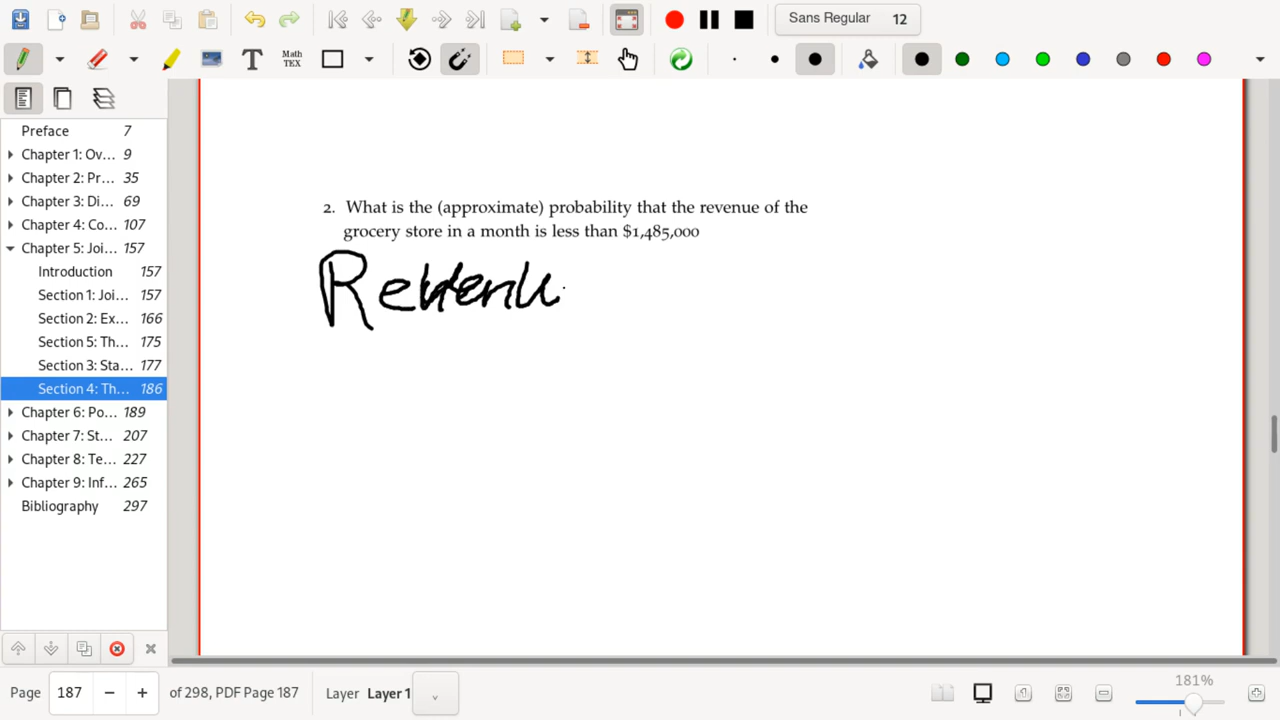 Sans Regular 12
T Math TEX
Preface 7
Chapter 1: Ov... 9
Chapter 2: Pr... 35
Chapter 3: Di... 69
Chapter 4: Co... 107
Chapter 5: Joi... 157
Introduction 157
Section 1: Joi... 157
Section 2: Ex... 166
Section 5: Th... 175
Section 3: Sta... 177
Section 4: Th... 186
Chapter 6: Po... 189
Chapter 7: St... 207
Chapter 8: Te... 227
Chapter 9: Inf... 265
Bibliography 297
2. What is the (approximate) probability that the revenue of the
grocery store in a month is less than $1,485,000
Revenu
Page 187 of 298, PDF Page 187 Layer Layer 1
181%